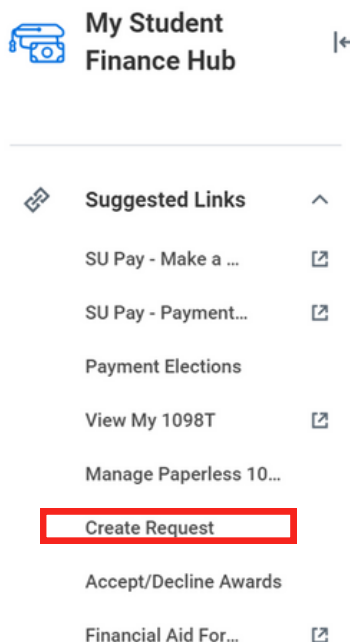 My Student
Finance Hub
Suggested Links
SU Pay - Make a ...
SU Pay - Payment...
Payment Elections
View My 1098T
Manage Paperless 10...
Create Request
Accept/Decline Awards
Financial Aid For...